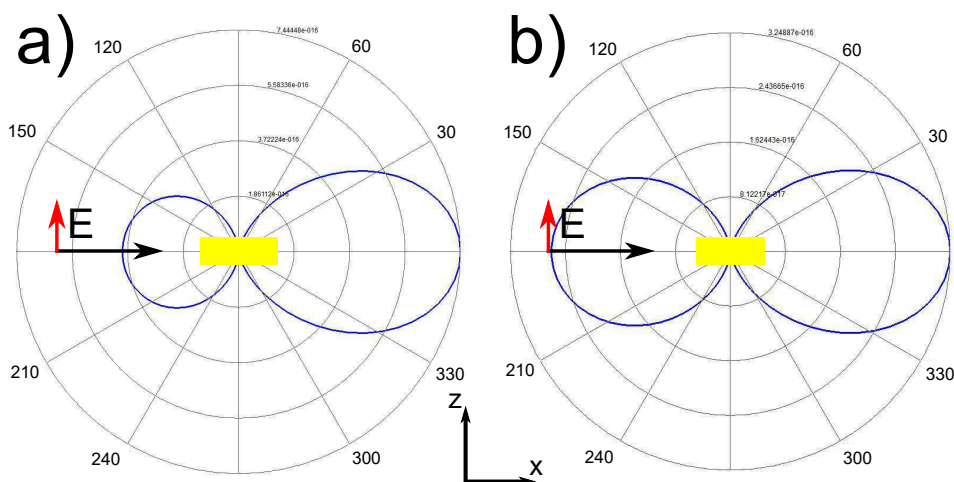 a)
120
60
150
30
7.44448e-016
5.58336e-016
3.72224e-016
1.86112e-016
E
210
330
240
300
b)
120
60
150
30
3.24887e-016
2.43665e-016
1.62443e-016
8.12217e-017
E
210
330
240
300
z
x